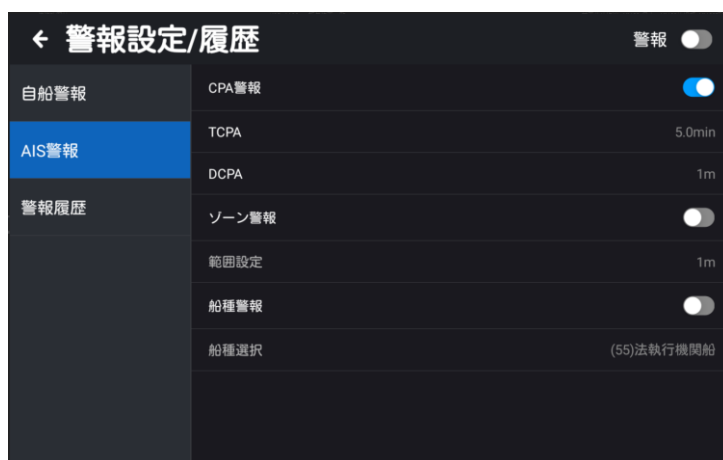 ← 警報設定/履歴 警報
自船警報
AIS警報
警報履歴
CPA警報
TCPA 5.0min
DCPA 1m
ゾーン警報
範囲設定 1m
船種警報
船種選択 (55)法執行機関船